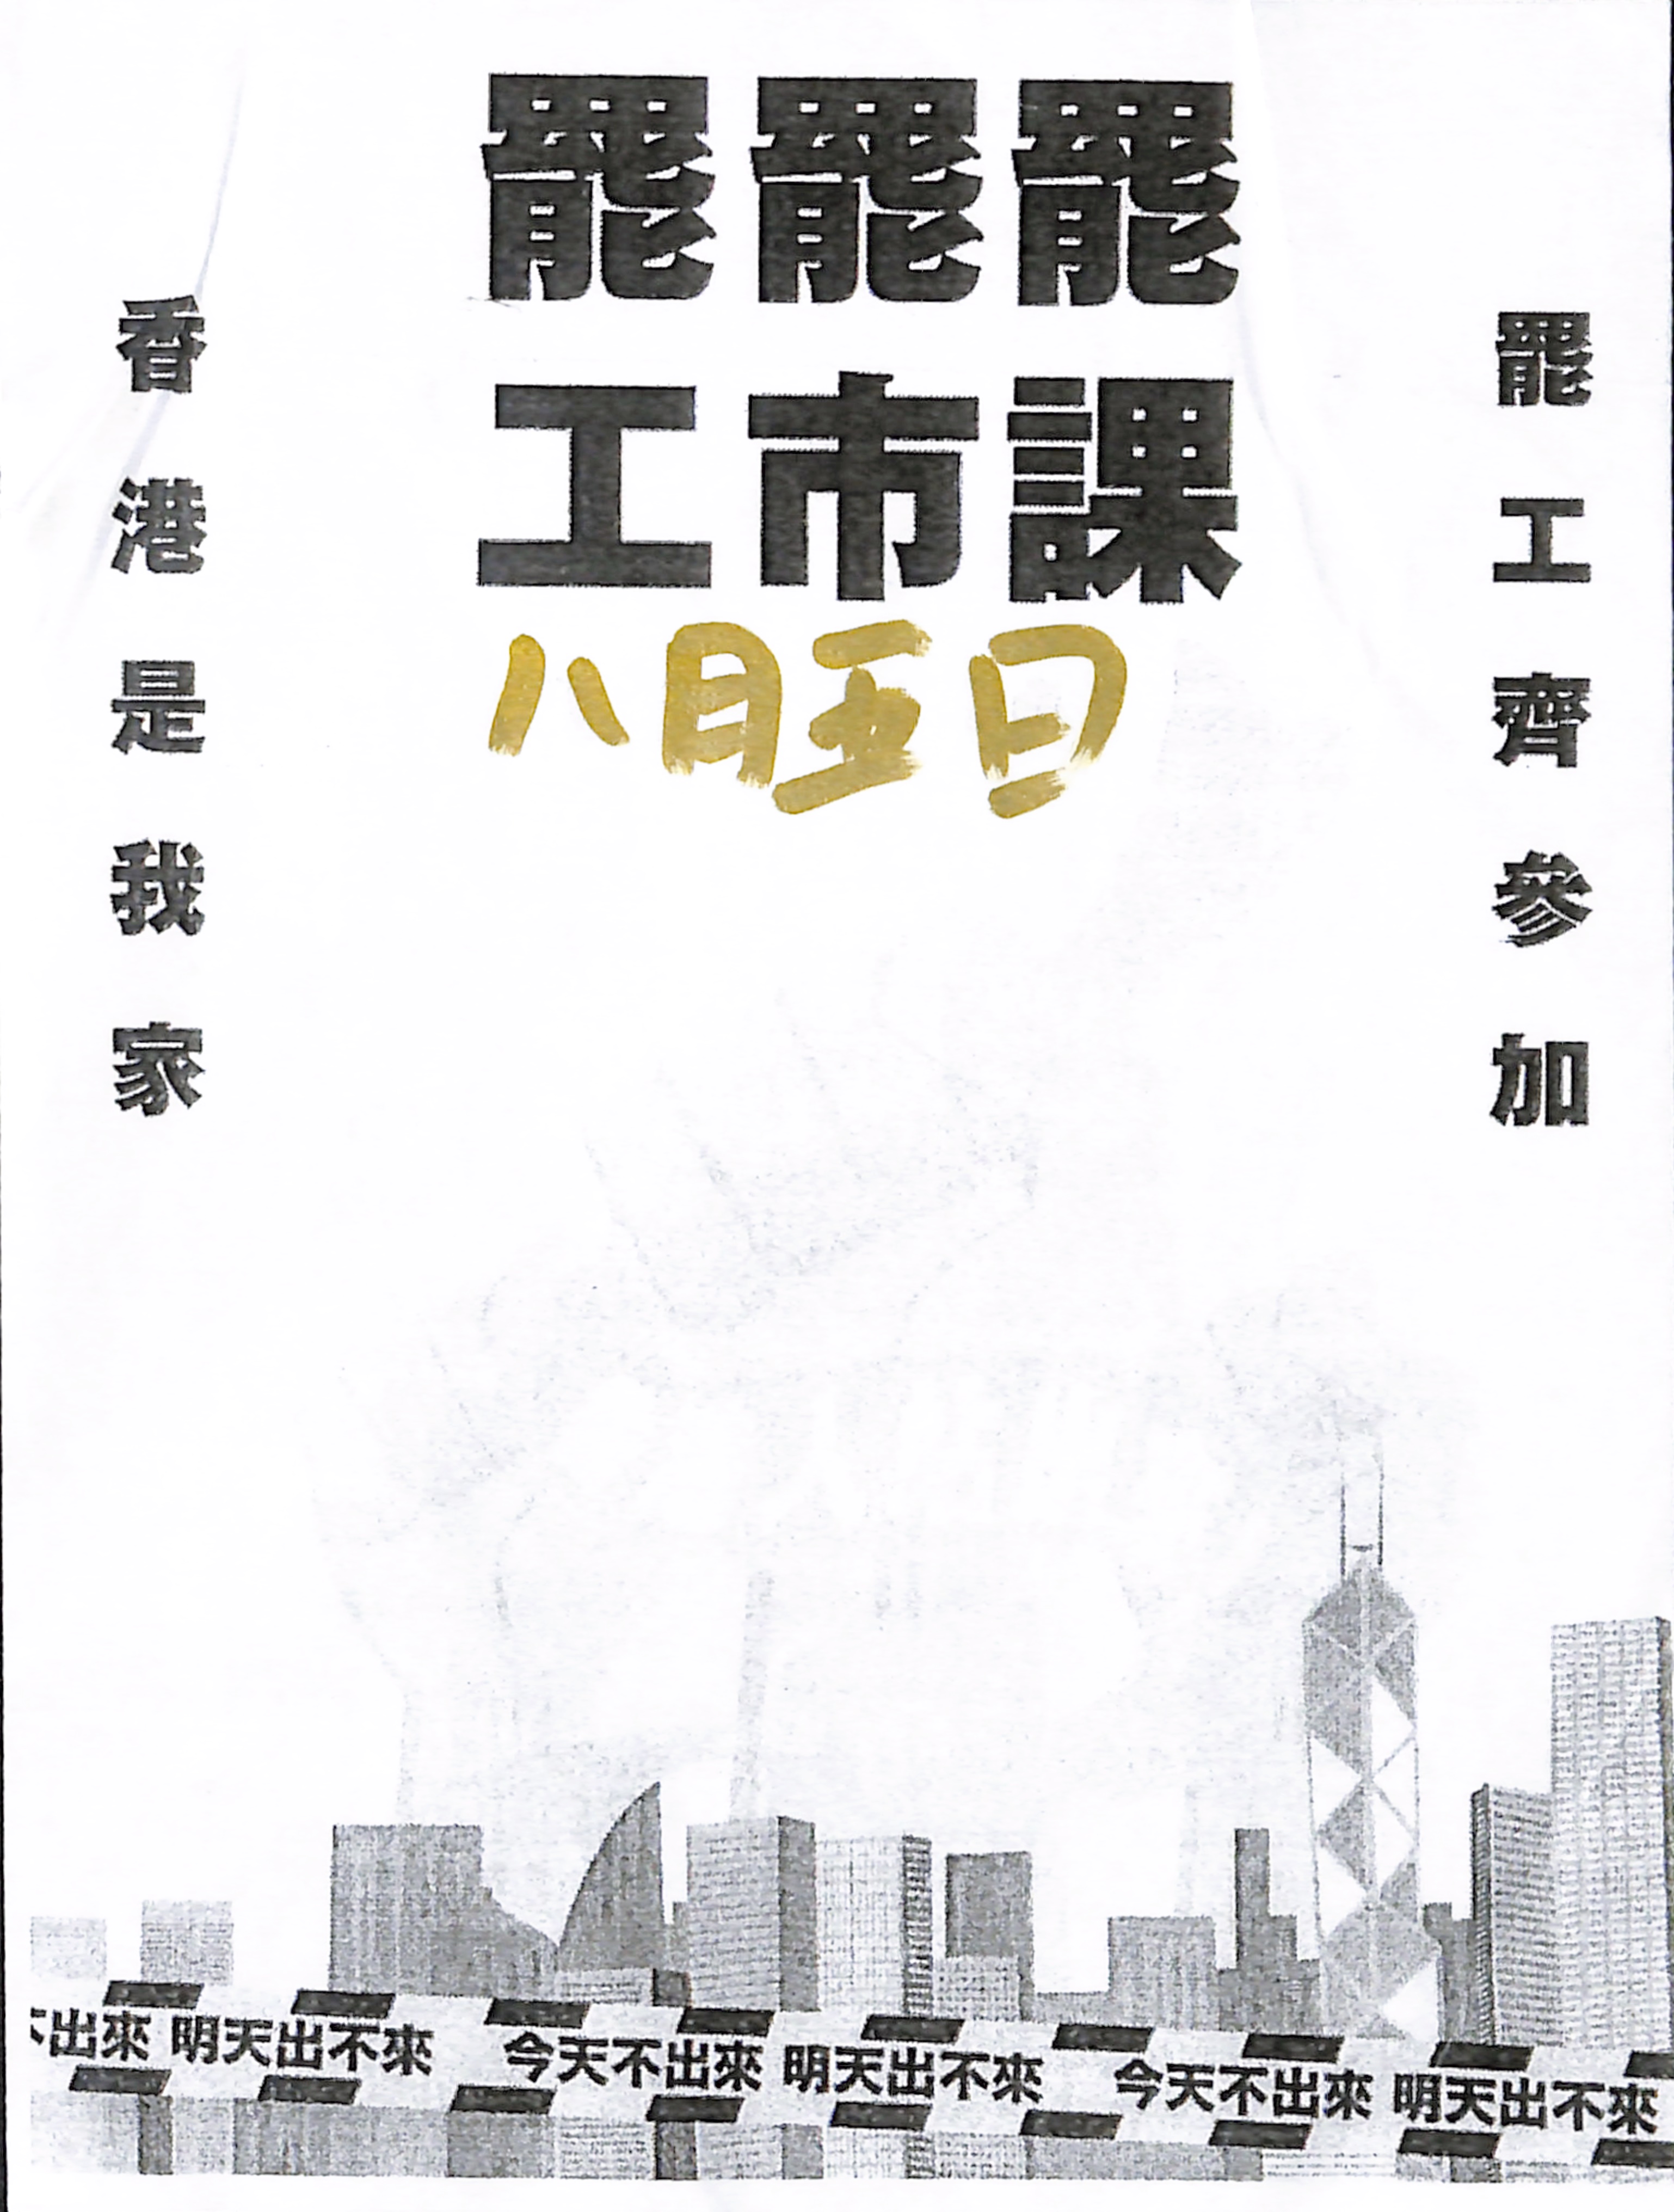 罷罷罷
工市課
八月五日
罷工齊參加
香港是我家
不出來 明天出不來 今天不出來 明天出不來 今天不出來 明天出不來